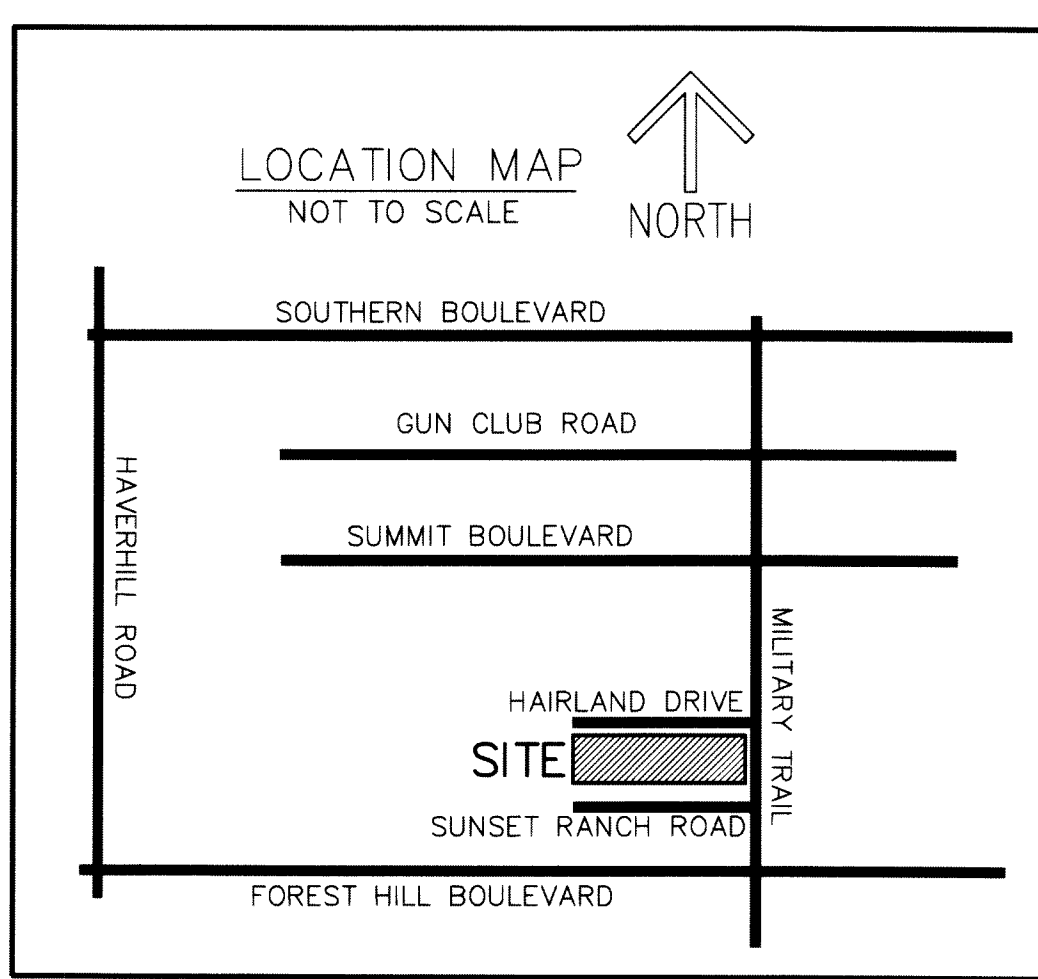 LOCATION MAP
NOT TO SCALE
NORTH
SOUTHERN BOULEVARD
GUN CLUB ROAD
HAVERHILL ROAD
SUMMIT BOULEVARD
MILITARY TRAIL
HAIRLAND DRIVE
SITE
SUNSET RANCH ROAD
FOREST HILL BOULEVARD